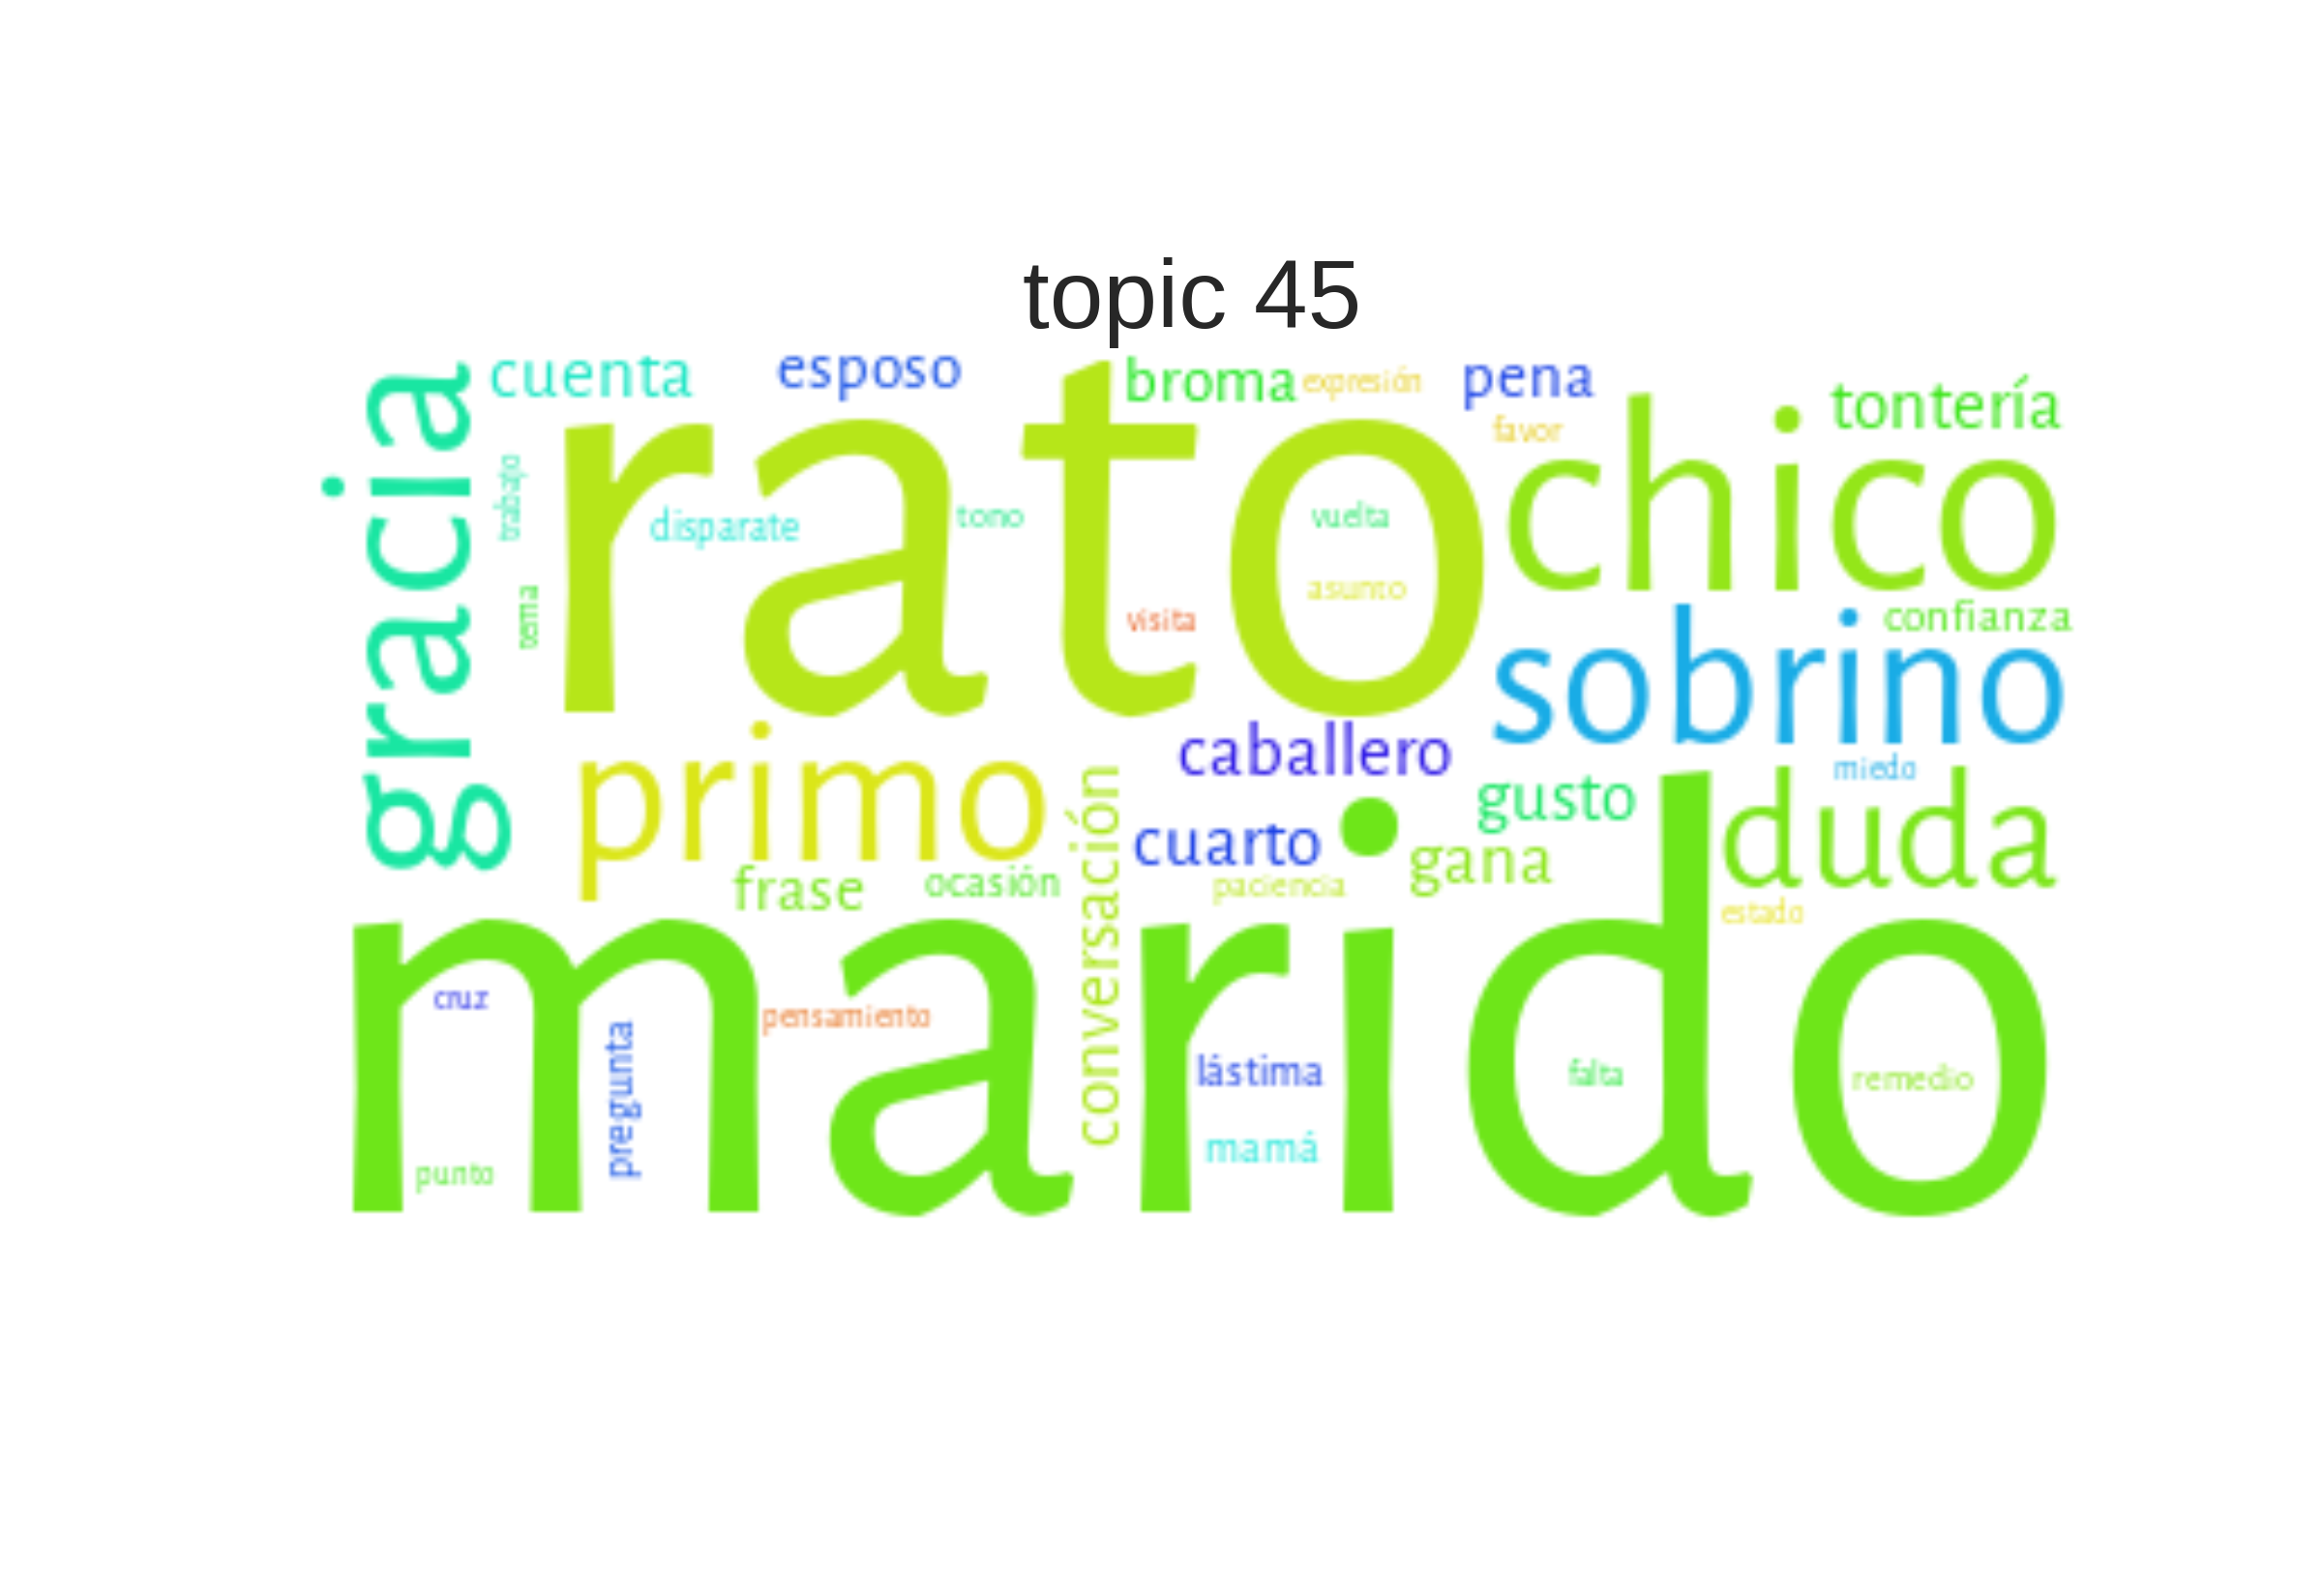 topic 45
gracia
cuenta
esposo
rato
broma
expresión
pena
favor
chico
tontería
trabajo
disparate
tono
vuelta
asunto
visita
tema
confianza
sobrino
miedo
primo
caballero
cuarto
gusto
gana
duda
frase
ocasión
conversación
paciencia
estado
marido
cruz
pensamiento
pregunta
punto
lástima
mamá
falta
remedio